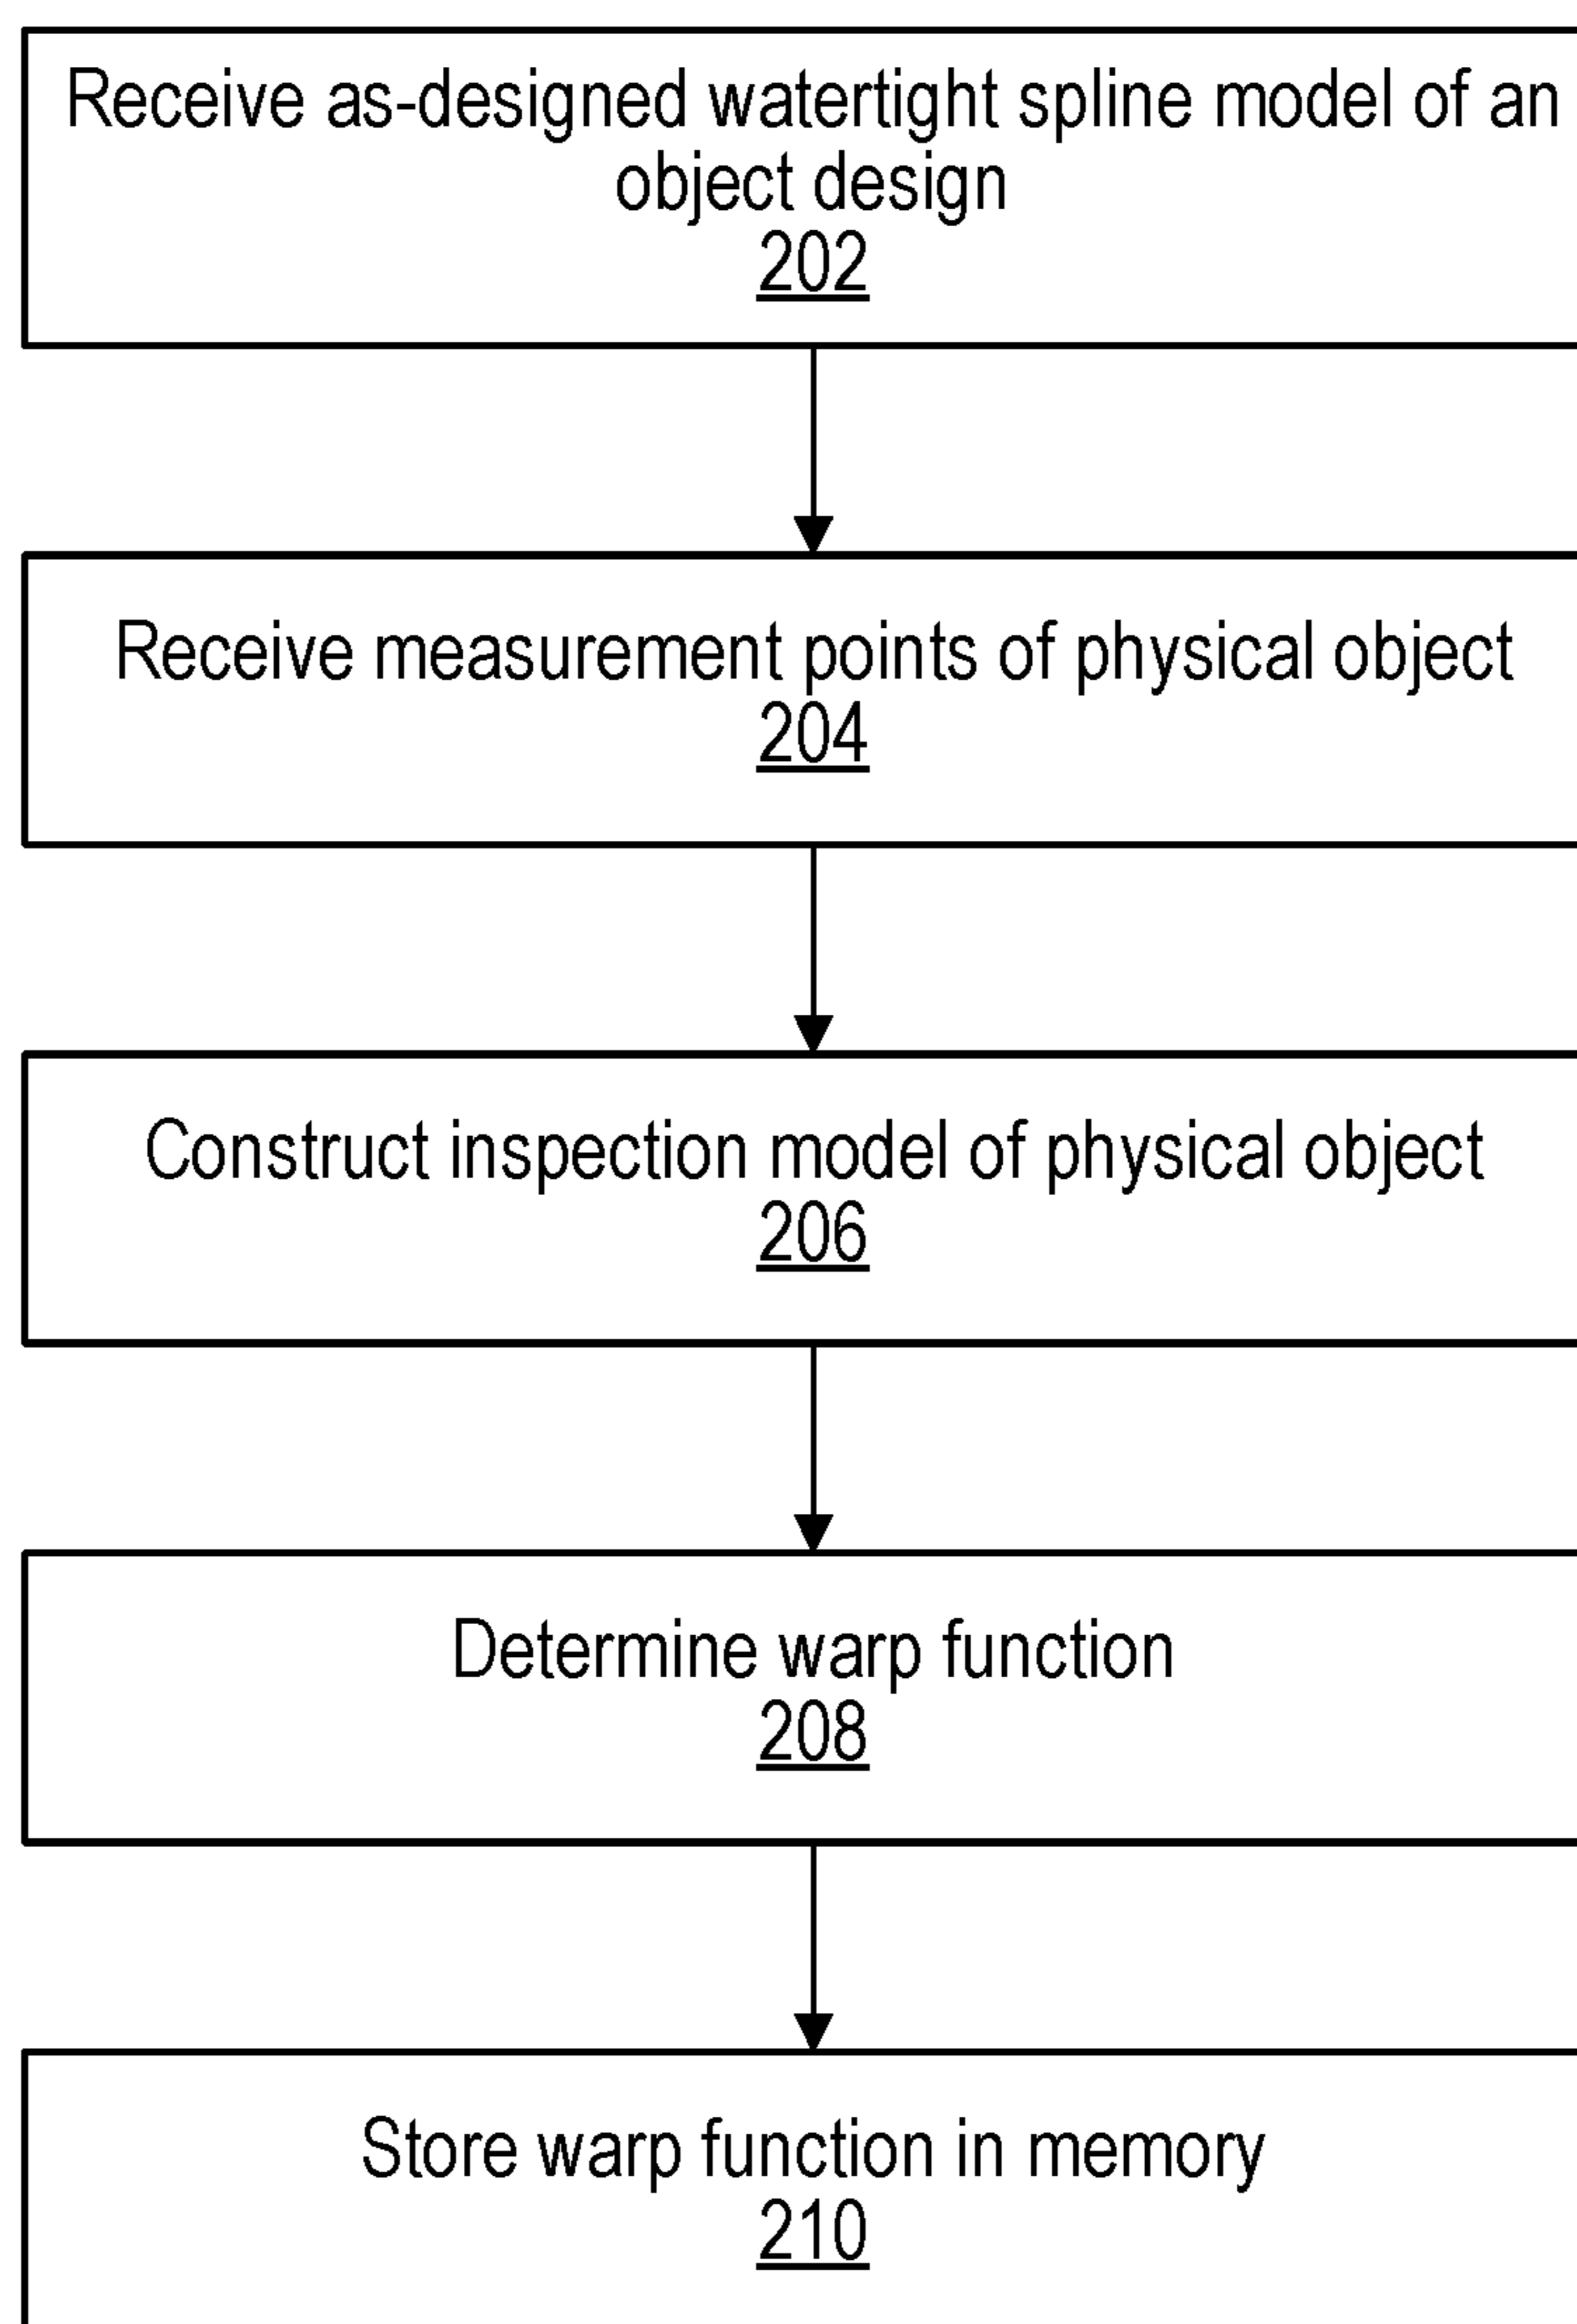 Receive as-designed watertight spline model of an
object design
202
Receive measurement points of physical object
204
Construct inspection model of physical object
206
Determine warp function
208
Store warp function in memory
210